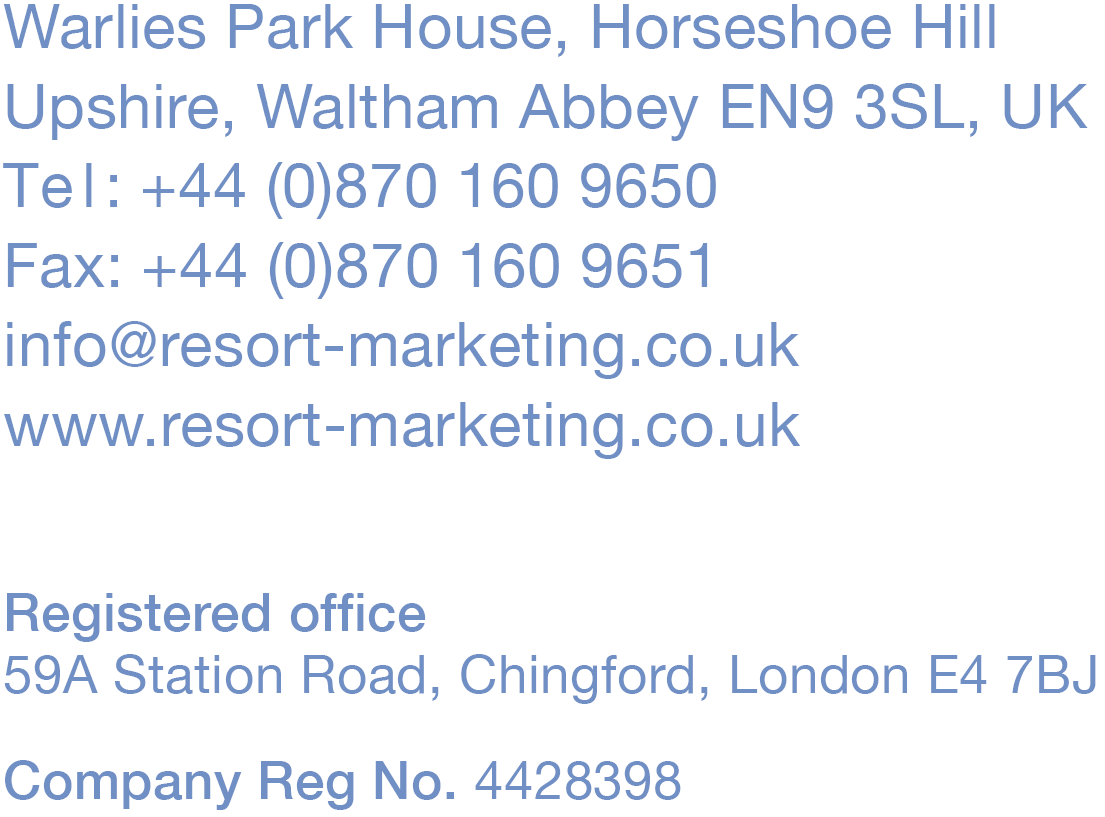 Warlies Park House, Horseshoe Hill
Upshire, Waltham Abbey EN9 3SL, UK
Tel: +44 (0)870 160 9650
Fax: +44 (0)870 160 9651
info@resort-marketing.co.uk
www.resort-marketing.co.uk
Registered office
59A Station Road, Chingford, London E4 7BJ
Company Reg No. 4428398